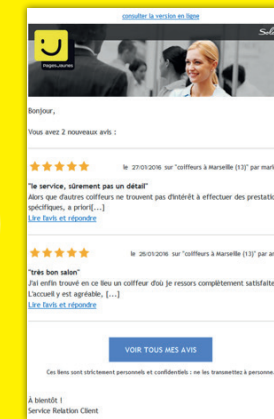 consulter la version en ligne
PagesJaunes
Bonjour,
Vous avez 2 nouveaux avis :
le 27/01/2016 sur "coiffeurs à Marseille (13)" par
"le service, sûrement pas un détail"
Alors que d'autres coiffeurs ne trouvent pas d'intérêt à effectuer des
spécifiques, a priori[...]
Lire l'avis et répondre
le 28/01/2016 sur "coiffeurs à Marseille (13)" par
"très bon salon"
J'ai enfin trouvé en ce lieu un coiffeur d'où je ressors complètement
L'accueil y est agréable, [...]
Lire l'avis et répondre
VOIR TOUS MES AVIS
Ces liens sont strictement personnels et confidentiels : ne les transmettez à personne.
À bientôt !
Service Relation Client